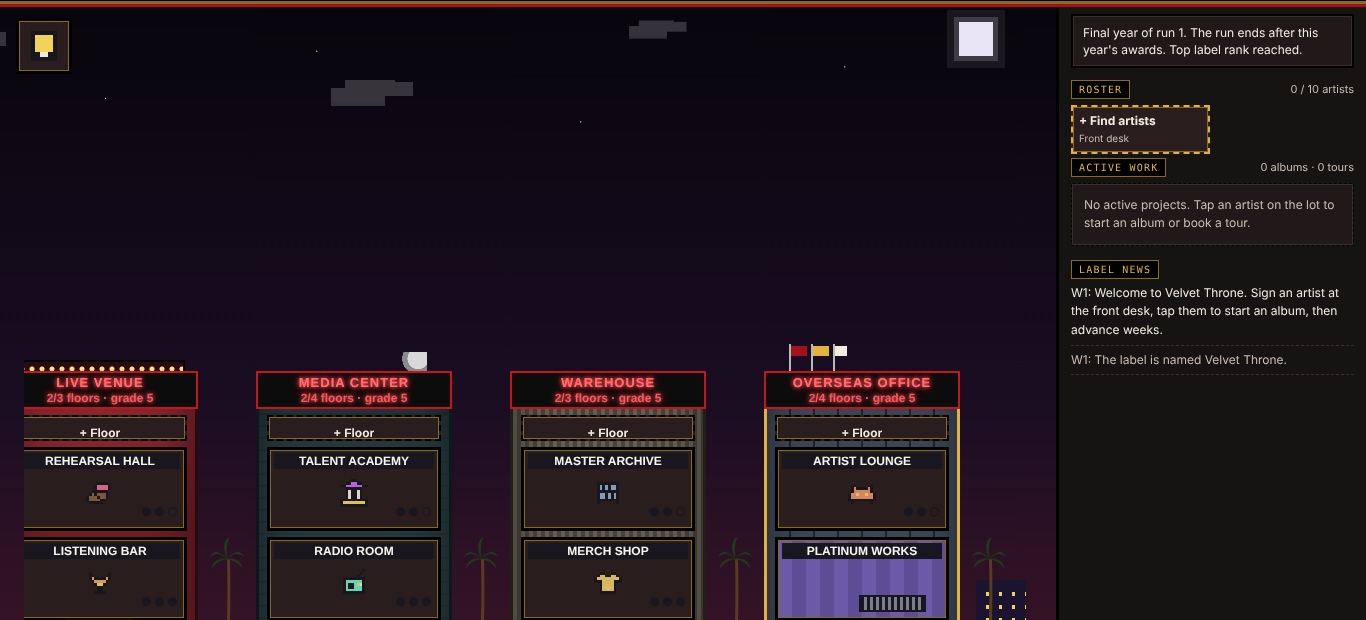 Final year of run 1. The run ends after this
year's awards. Top label rank reached.
ROSTER
0 / 10 artists
+ Find artists
Front desk
ACTIVE WORK
0 albums · 0 tours
No active projects. Tap an artist on the lot to
start an album or book a tour.
LABEL NEWS
W1: Welcome to Velvet Throne. Sign an artist at
the front desk, tap them to start an album, then
advance weeks.
W1: The label is named Velvet Throne.
LIVE VENUE
2/3 floors · grade 5
+ Floor
REHEARSAL HALL
LISTENING BAR
MEDIA CENTER
2/4 floors · grade 5
+ Floor
TALENT ACADEMY
RADIO ROOM
WAREHOUSE
2/3 floors · grade 5
+ Floor
MASTER ARCHIVE
MERCH SHOP
OVERSEAS OFFICE
2/4 floors · grade 5
+ Floor
ARTIST LOUNGE
PLATINUM WORKS